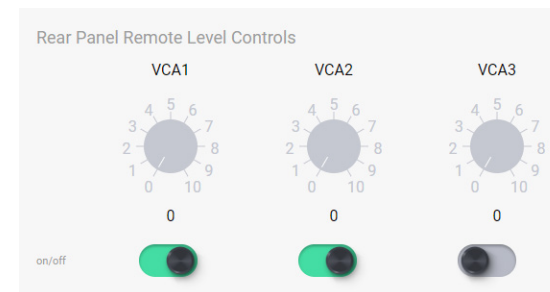 Rear Panel Remote Level Controls
VCA1 VCA2 VCA3
0 1 2 3 4 5 6 7 8 9 10 0 1 2 3 4 5 6 7 8 9 10 0 1 2 3 4 5 6 7 8 9 10
0 0 0
on/off